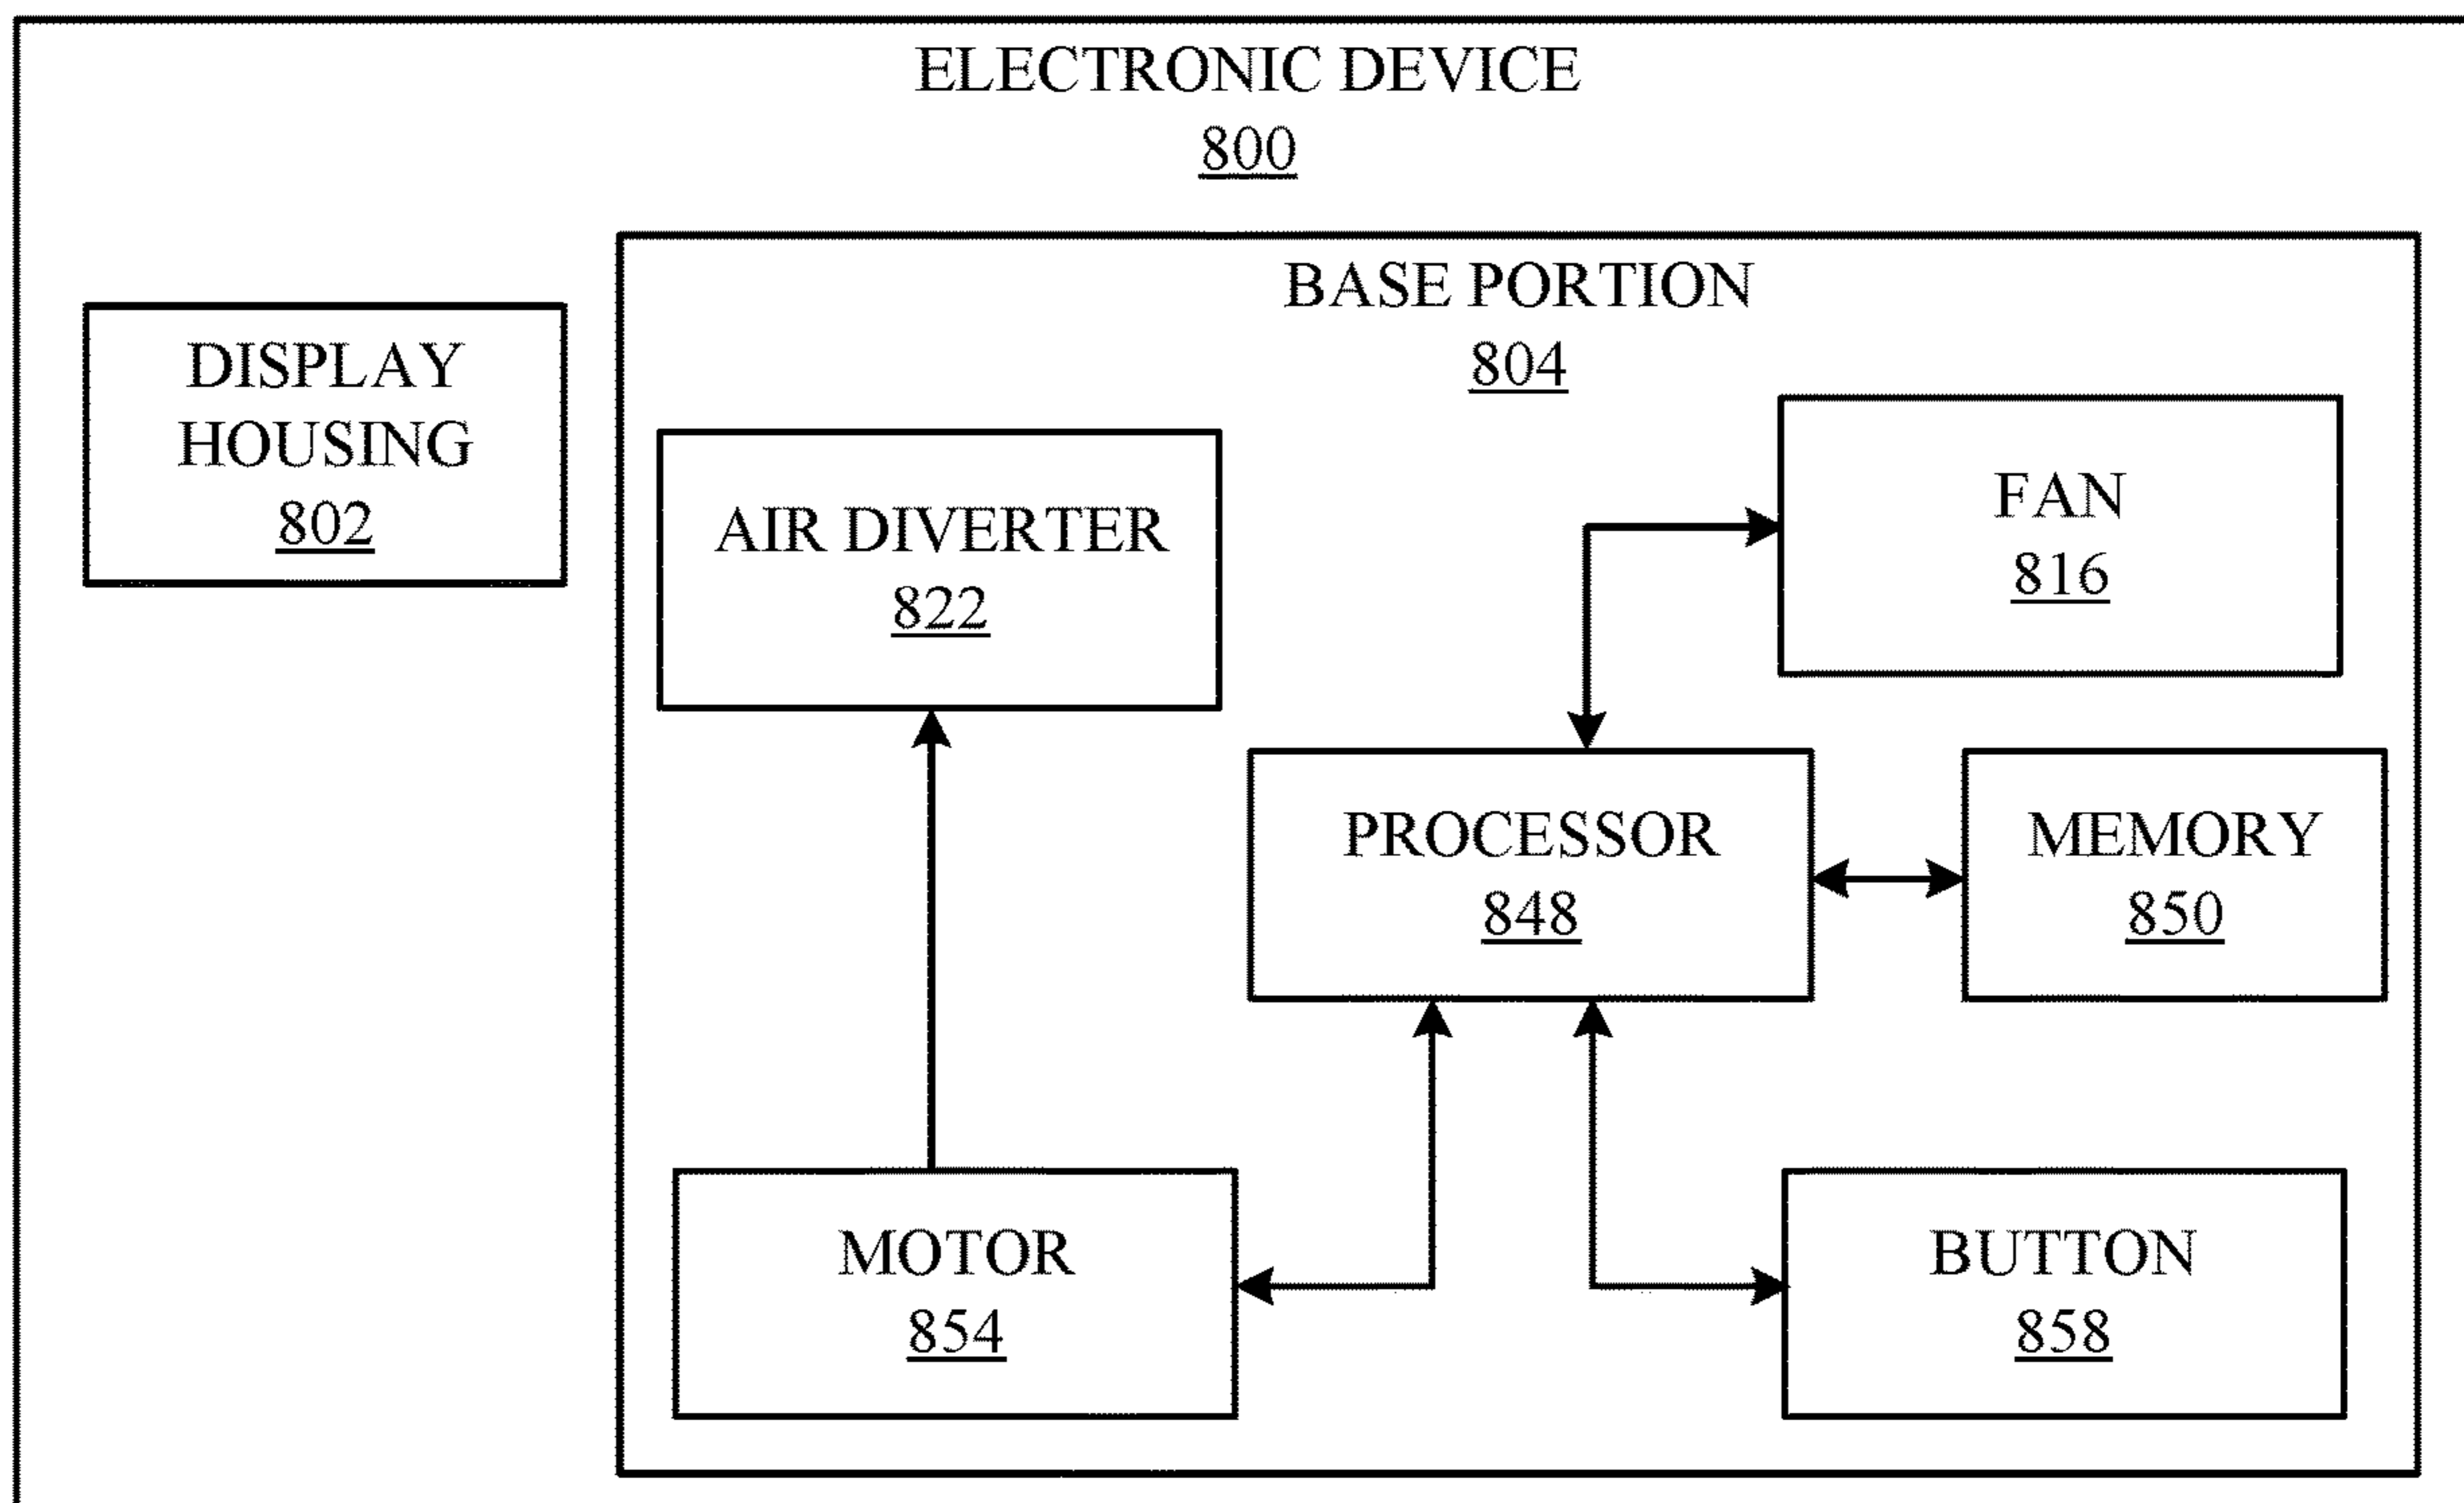 ELECTRONIC DEVICE
800
BASE PORTION
804
DISPLAY
HOUSING
802
AIR DIVERTER
822
FAN
816
PROCESSOR
848
MEMORY
850
MOTOR
854
BUTTON
858